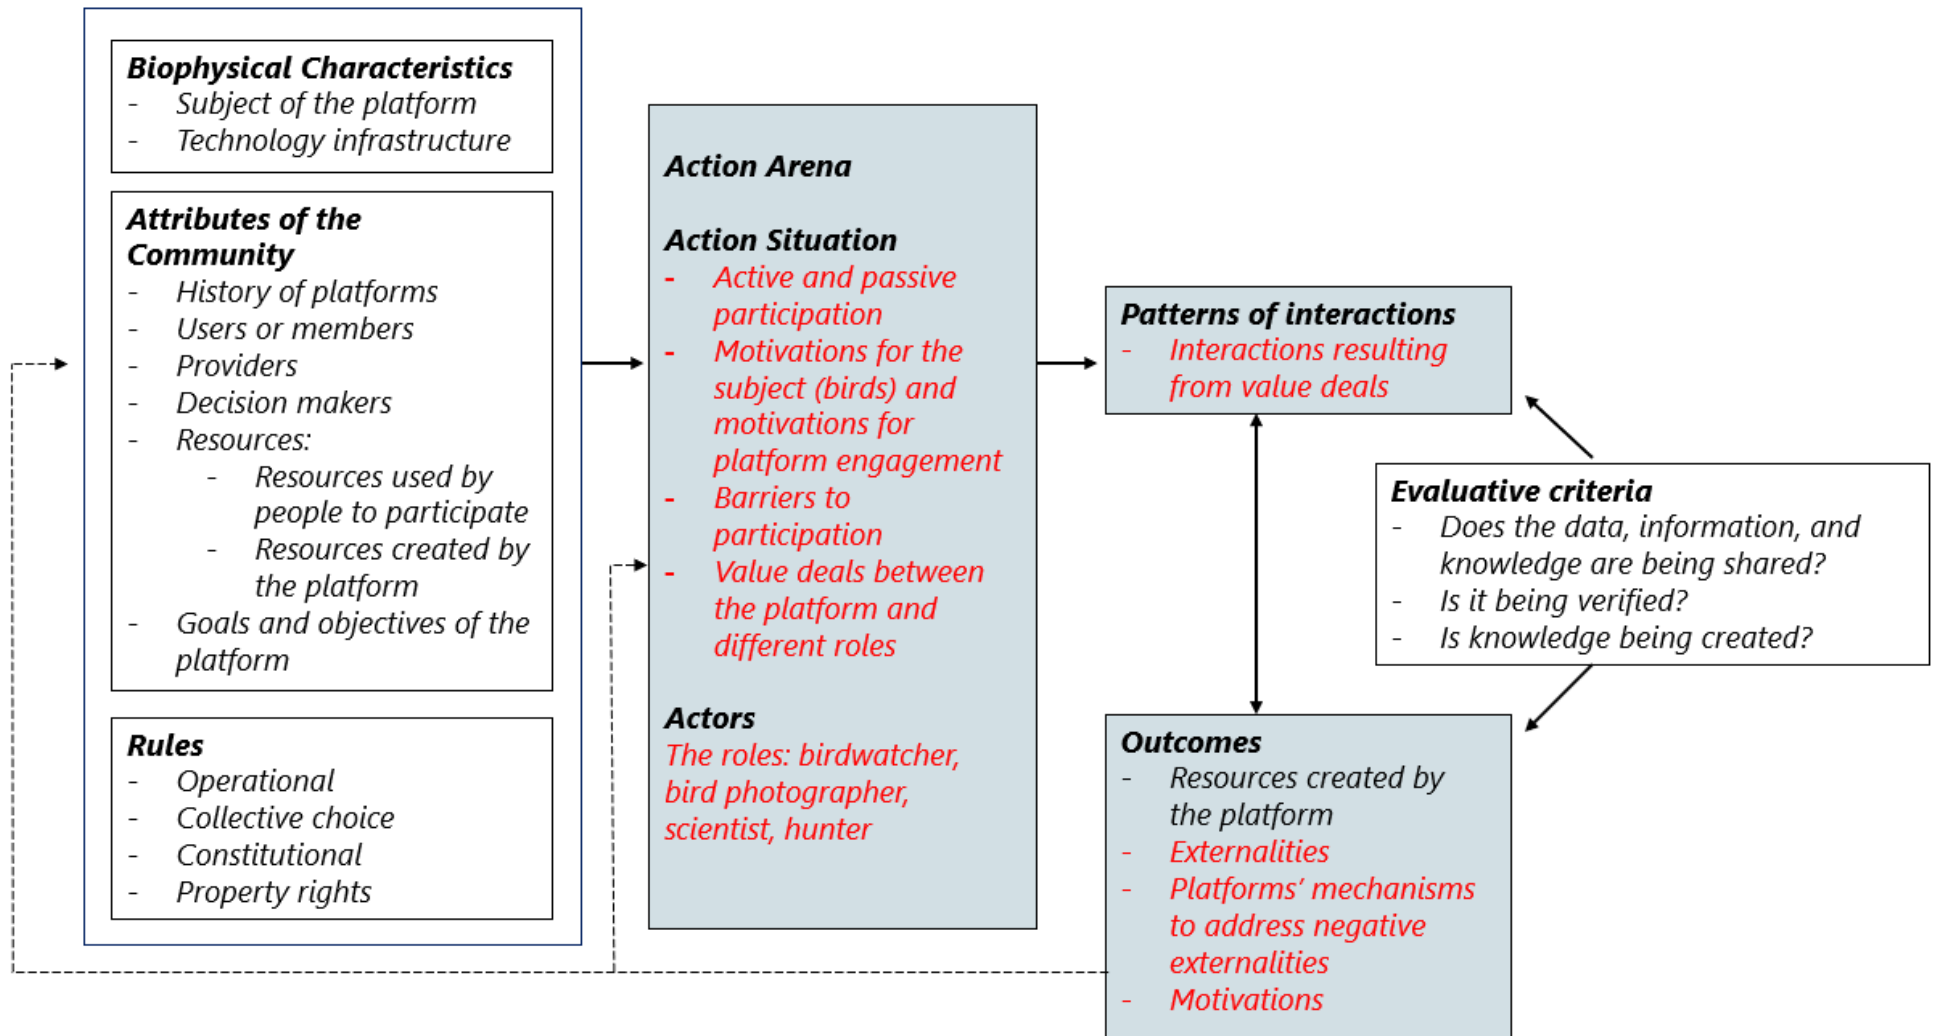 Biophysical Characteristics
- Subject of the platform
- Technology infrastructure
Attributes of the
Community
- History of platforms
- Users or members
- Providers
- Decision makers
- Resources:
- Resources used by
people to participate
- Resources created by
the platform
- Goals and objectives of the
platform
Rules
- Operational
- Collective choice
- Constitutional
- Property rights
Action Arena
Action Situation
- Active and passive
participation
- Motivations for the
subject (birds) and
motivations for
platform engagement
- Barriers to
participation
- Value deals between
the platform and
different roles
Actors
The roles: birdwatcher,
bird photographer,
scientist, hunter
Patterns of interactions
- Interactions resulting
from value deals
Evaluative criteria
- Does the data, information, and
knowledge are being shared?
- Is it being verified?
- Is knowledge being created?
Outcomes
- Resources created by
the platform
- Externalities
- Platforms’ mechanisms
to address negative
externalities
- Motivations